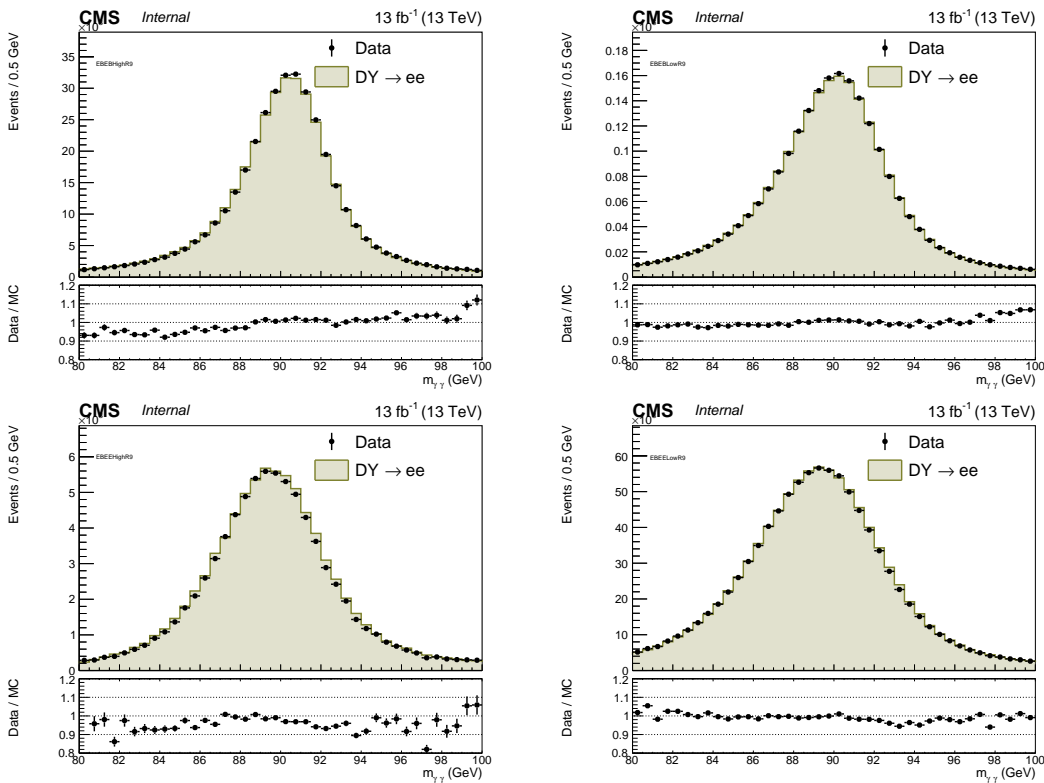 CMS Internal 13 fb⁻¹ (13 TeV)
Events / 0.5 GeV
EBEBHighR9
Data
DY → ee
35
30
25
20
15
10
5
0
Data / MC
1.2
1.1
1
0.9
0.8
80 82 84 86 88 90 92 94 96 98 100
m_γγ (GeV)
CMS Internal 13 fb⁻¹ (13 TeV)
Events / 0.5 GeV
EBEBLowR9
Data
DY → ee
0.18
0.16
0.14
0.12
0.1
0.08
0.06
0.04
0.02
0
Data / MC
1.2
1.1
1
0.9
0.8
80 82 84 86 88 90 92 94 96 98 100
m_γγ (GeV)
CMS Internal 13 fb⁻¹ (13 TeV)
Events / 0.5 GeV
EBEEHighR9
Data
DY → ee
6
5
4
3
2
1
0
Data / MC
1.2
1.1
1
0.9
0.8
80 82 84 86 88 90 92 94 96 98 100
m_γγ (GeV)
CMS Internal 13 fb⁻¹ (13 TeV)
Events / 0.5 GeV
EBEELowR9
Data
DY → ee
60
50
40
30
20
10
0
Data / MC
1.2
1.1
1
0.9
0.8
80 82 84 86 88 90 92 94 96 98 100
m_γγ (GeV)